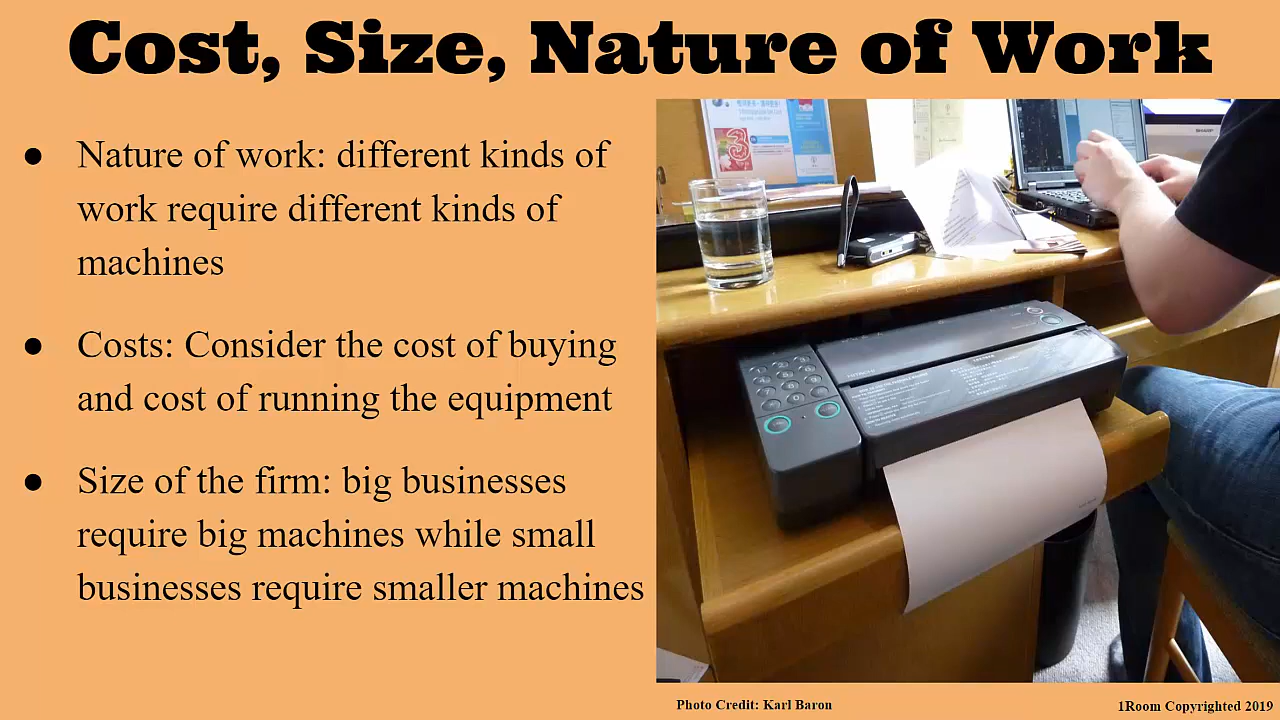 Cost, Size, Nature of Work
● Nature of work: different kinds of
work require different kinds of
machines
● Costs: Consider the cost of buying
and cost of running the equipment
● Size of the firm: big businesses
require big machines while small
businesses require smaller machines
3
SHARP
Photo Credit: Karl Baron
1Room Copyrighted 2019